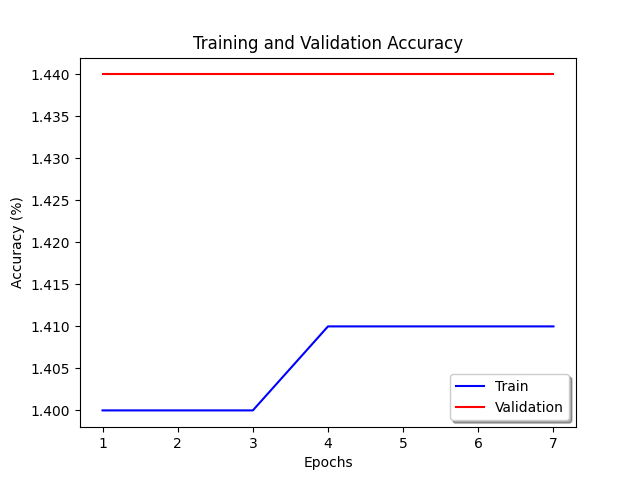 Training and Validation Accuracy
1.440
1.435
1.430
1.425
1.420
1.415
1.410
1.405
1.400
Accuracy (%)
1 2 3 4 5 6 7
Epochs
Train
Validation